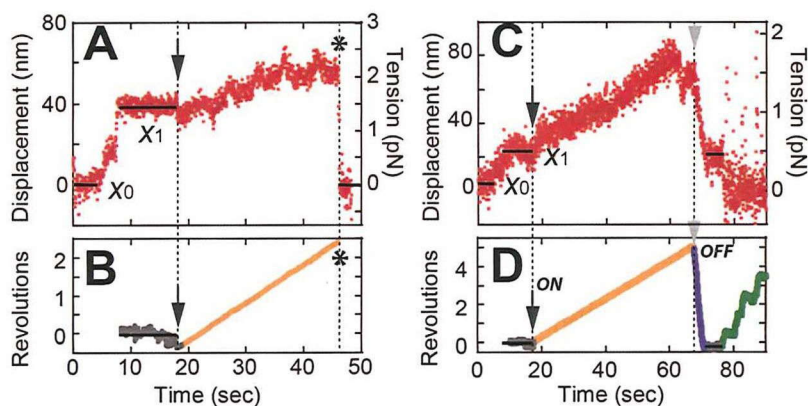 A
Displacement (nm)
80
40
0
X0
X1
*
3
2
1
0
Tension (pN)
B
Revolutions
2
1
0
*
0 10 20 30 40 50
Time (sec)
C
Displacement (nm)
80
60
40
20
0
X0
X1
2
1
0
Tension (pN)
D
Revolutions
4
2
0
ON
OFF
0 20 40 60 80
Time (sec)